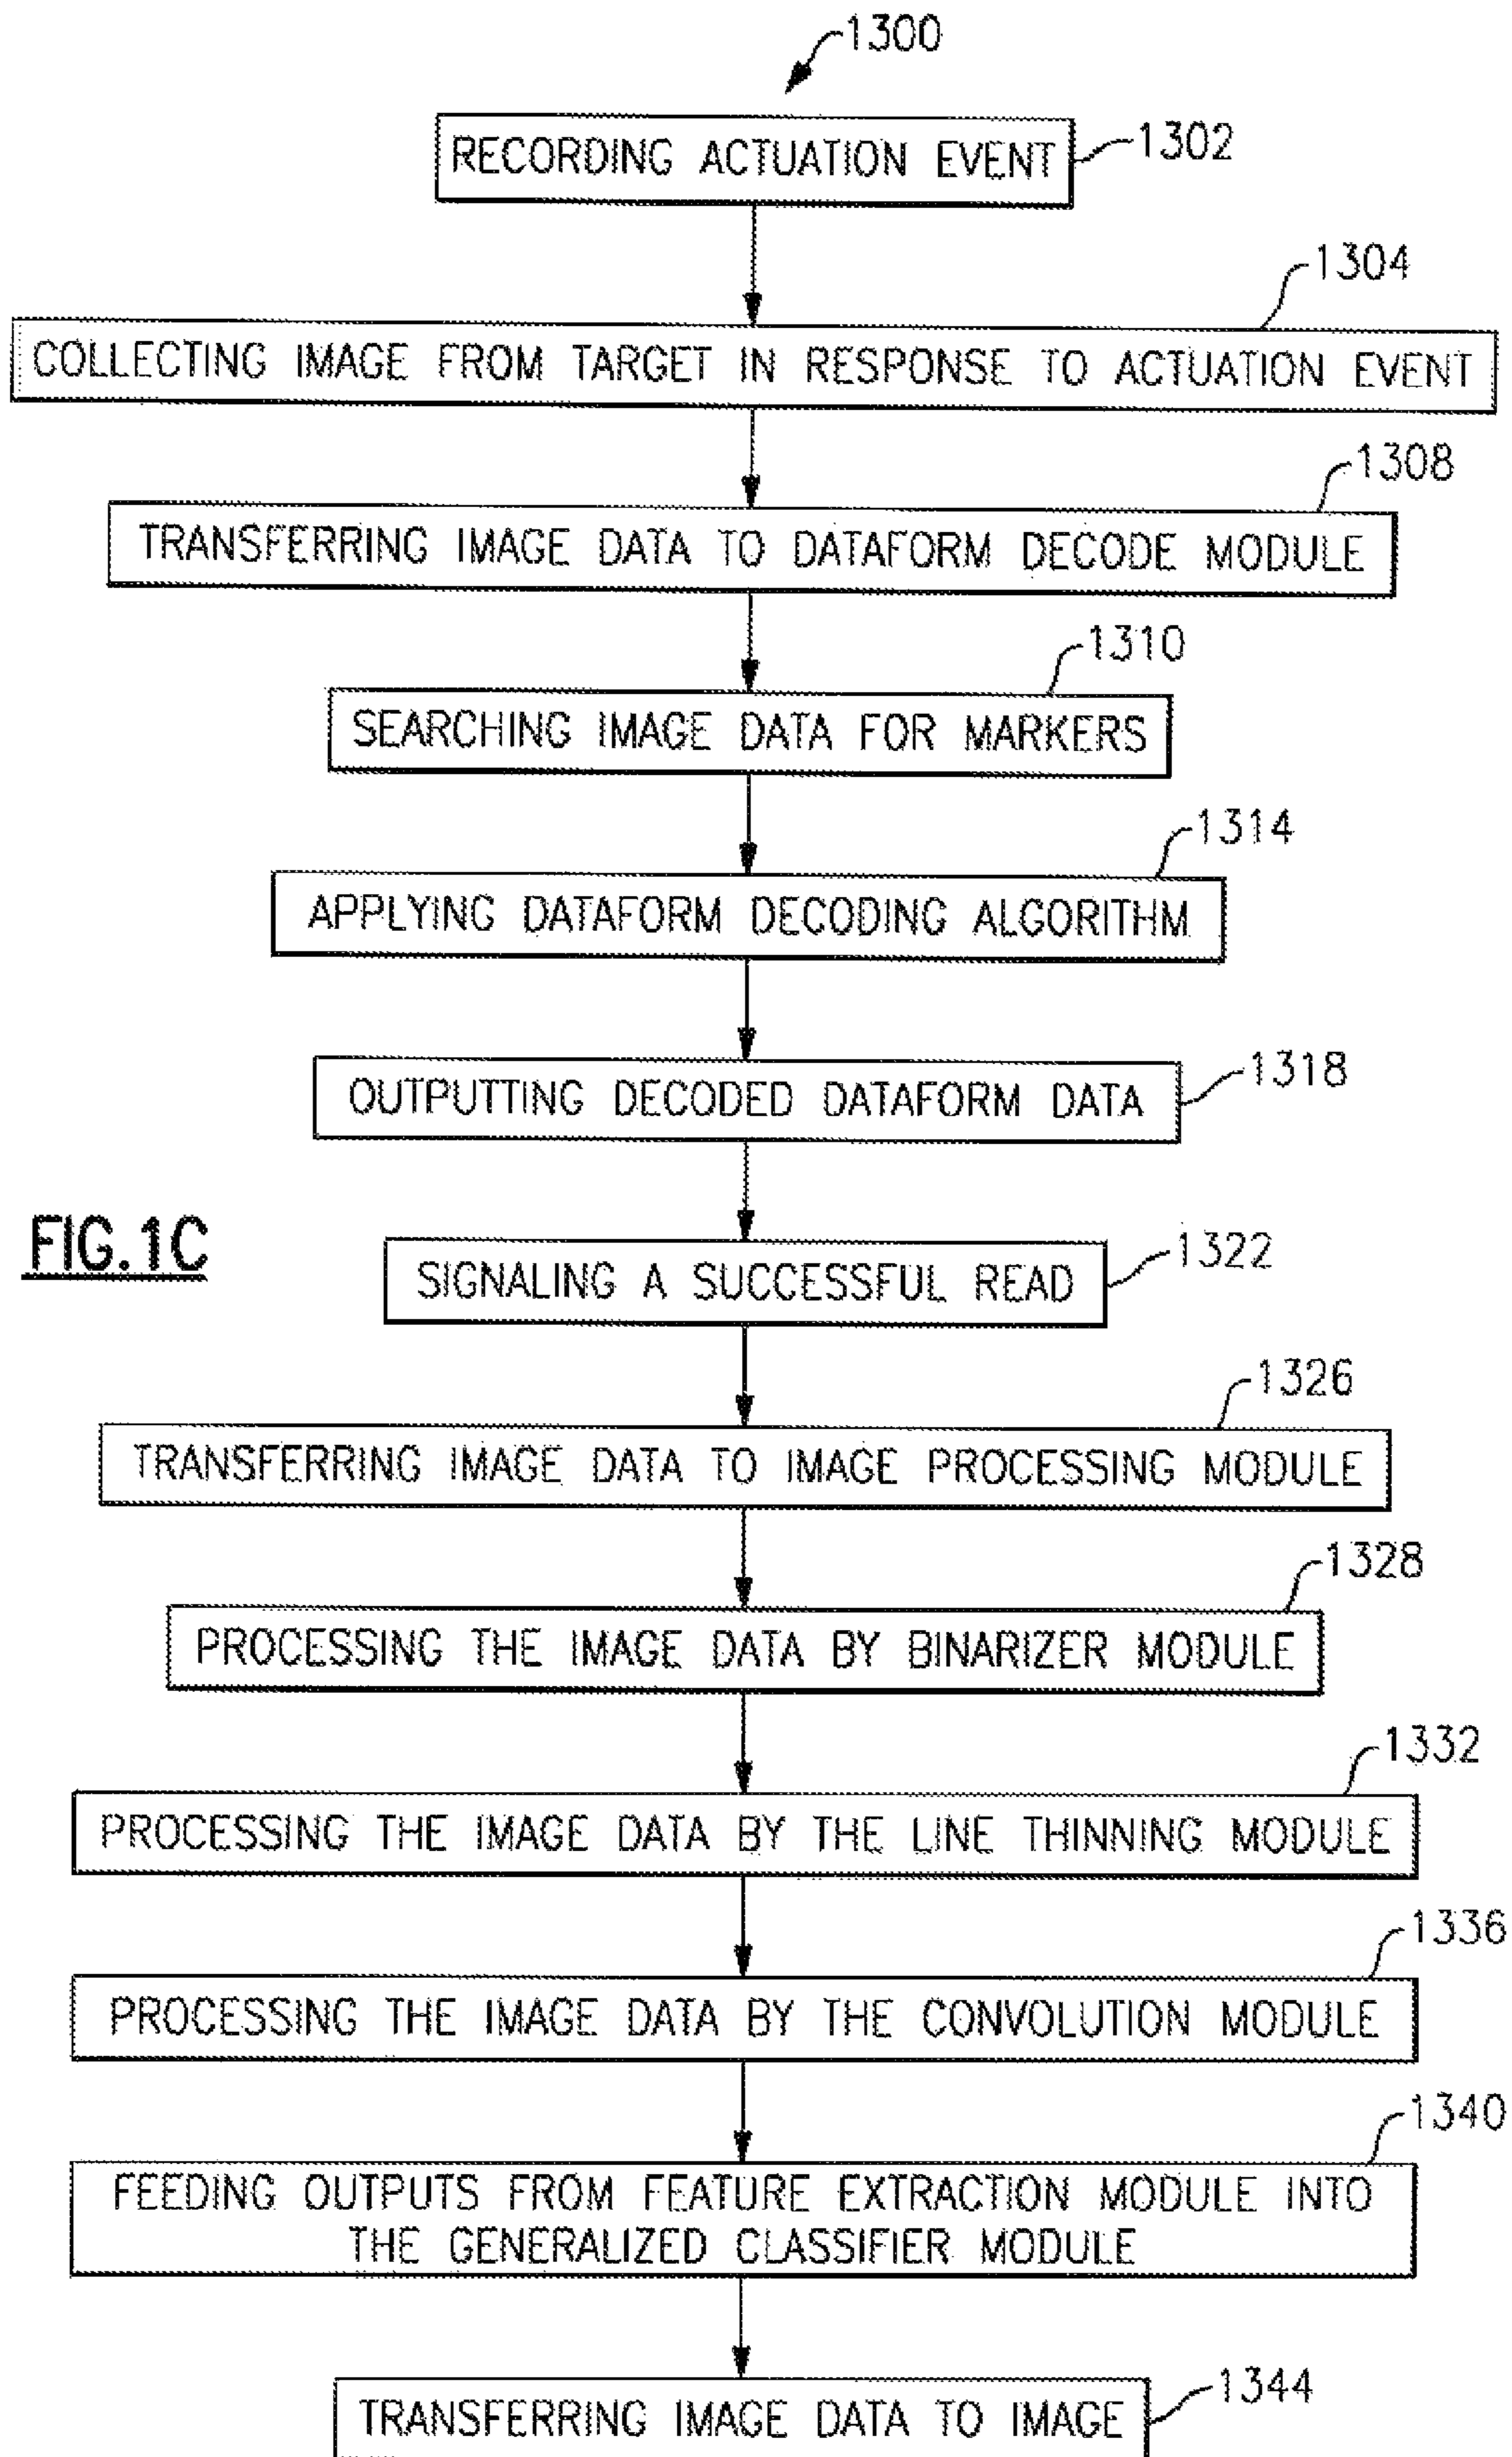 1300
RECORDING ACTUATION EVENT
1302
1304
COLLECTING IMAGE FROM TARGET IN RESPONSE TO ACTUATION EVENT
1308
TRANSFERRING IMAGE DATA TO DATAFORM DECODE MODULE
1310
SEARCHING IMAGE DATA FOR MARKERS
1314
APPLYING DATAFORM DECODING ALGORITHM
1318
OUTPUTTING DECODED DATAFORM DATA
FIG.1C
1322
SIGNALING A SUCCESSFUL READ
1326
TRANSFERRING IMAGE DATA TO IMAGE PROCESSING MODULE
1328
PROCESSING THE IMAGE DATA BY BINARIZER MODULE
1332
PROCESSING THE IMAGE DATA BY THE LINE THINNING MODULE
1336
PROCESSING THE IMAGE DATA BY THE CONVOLUTION MODULE
1340
FEEDING OUTPUTS FROM FEATURE EXTRACTION MODULE INTO
THE GENERALIZED CLASSIFIER MODULE
1344
TRANSFERRING IMAGE DATA TO IMAGE